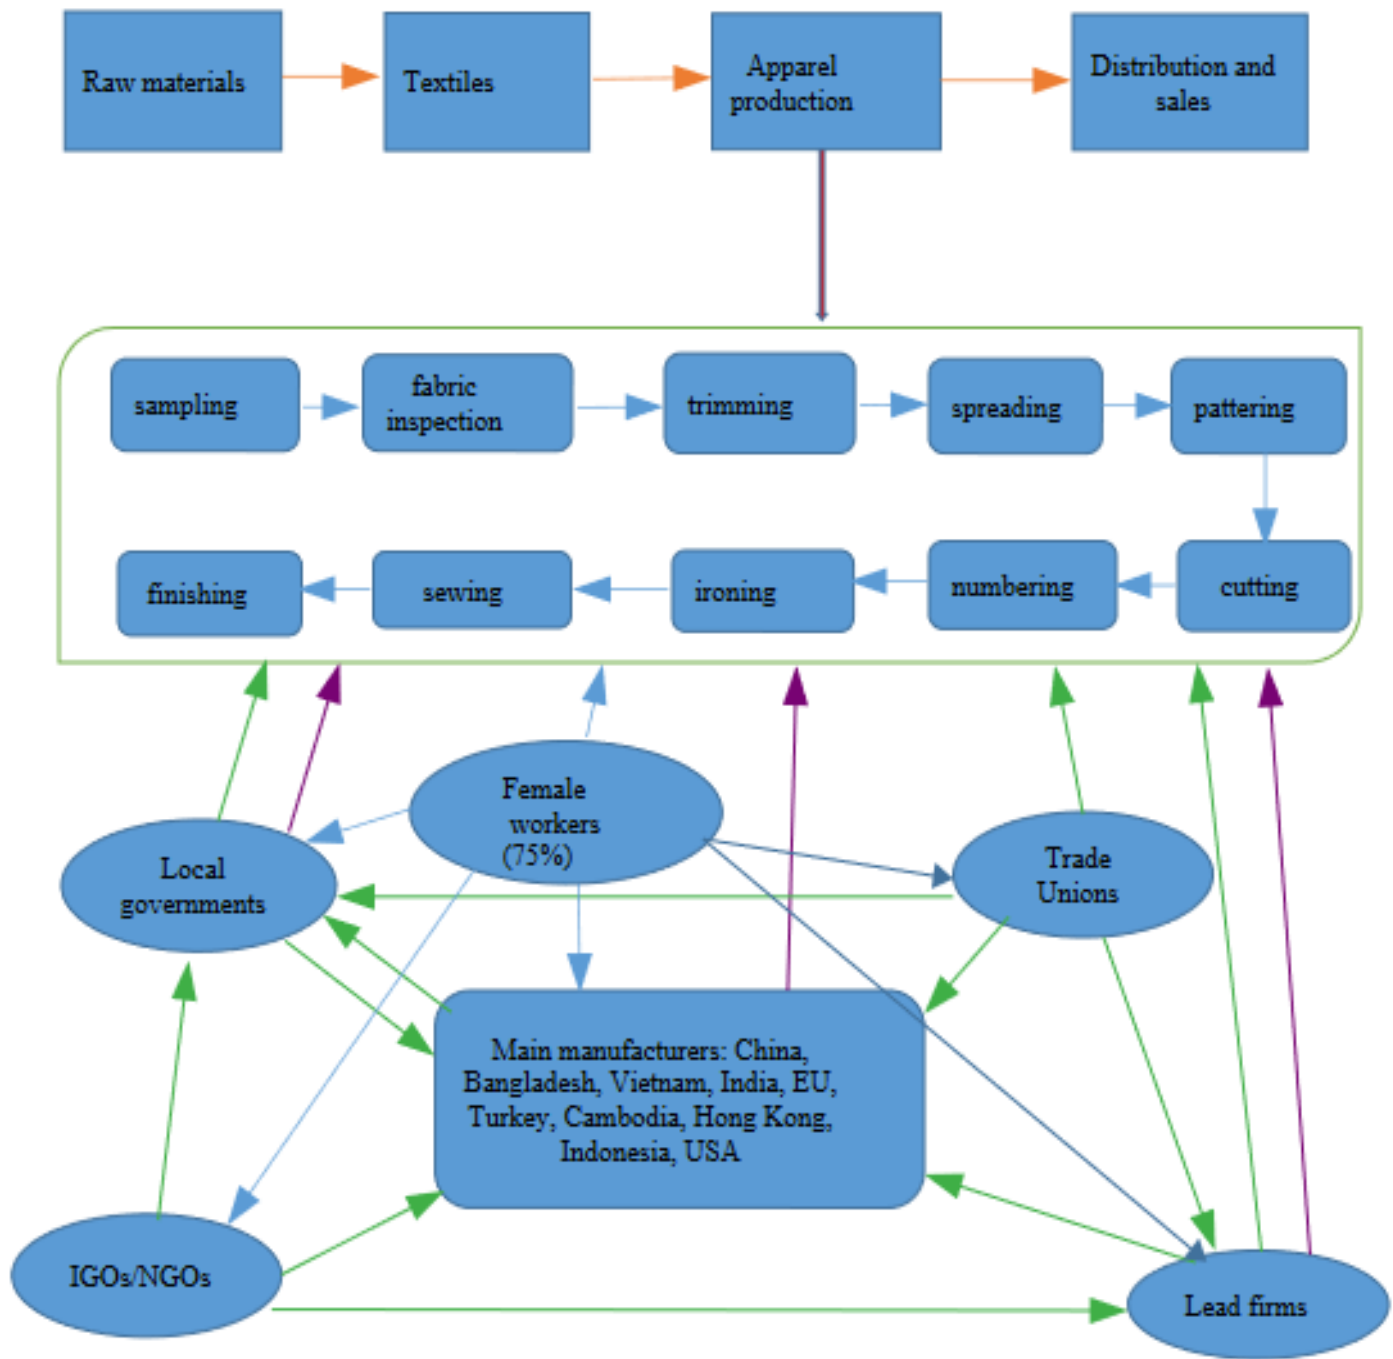 Raw materials
Textiles
Apparel
production
Distribution and
sales
sampling
fabric
inspection
trimming
spreading
pattering
finishing
sewing
ironing
numbering
cutting
Female
workers
(75%)
Local
governments
Trade
Unions
Main manufacturers: China,
Bangladesh, Vietnam, India, EU,
Turkey, Cambodia, Hong Kong,
Indonesia, USA
IGOs/NGOs
Lead firms